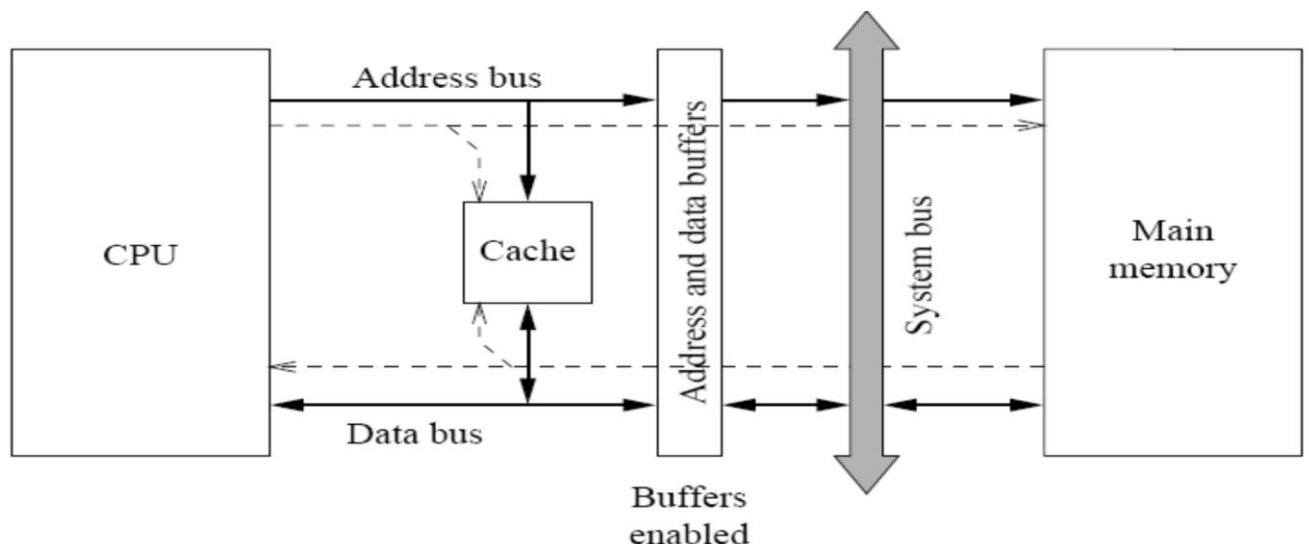 Address bus
CPU
Cache
Address and data buffers
System bus
Main
memory
Data bus
Buffers
enabled